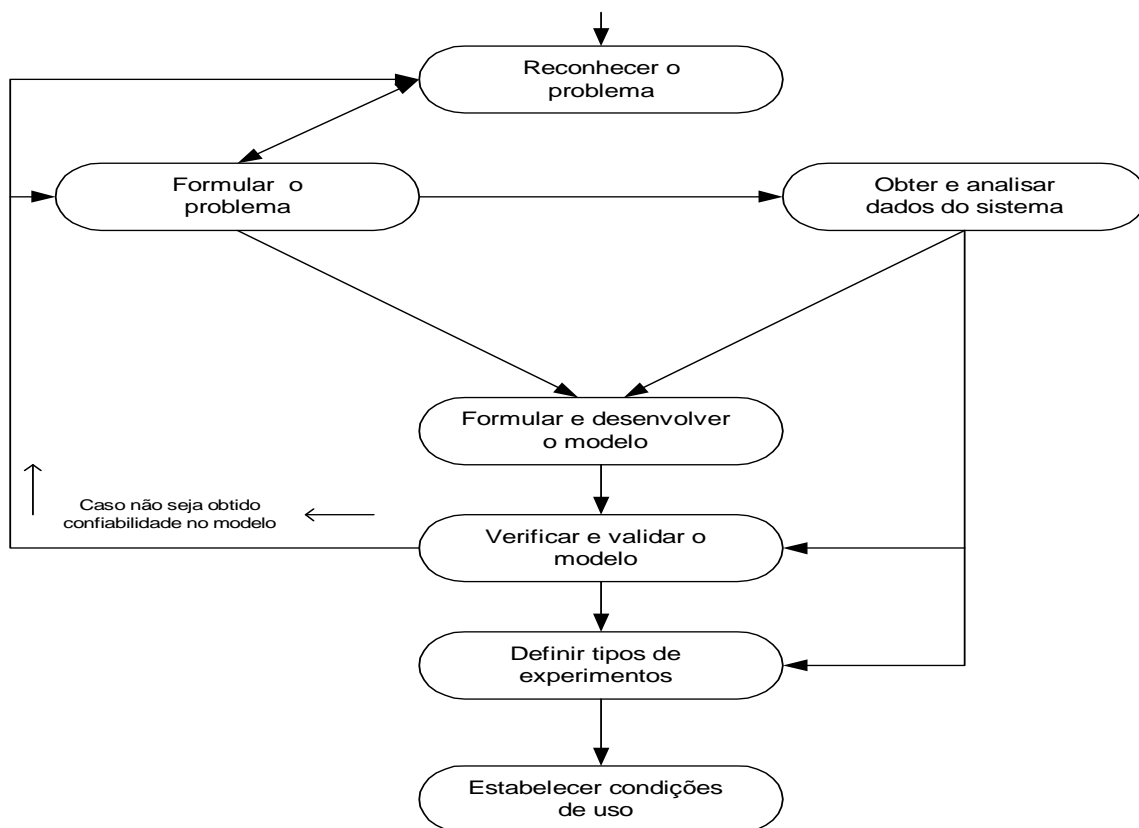 Reconhecer o
problema
Formular o
problema
Obter e analisar
dados do sistema
Formular e desenvolver
o modelo
Caso não seja obtido
confiabilidade no modelo
Verificar e validar o
modelo
Definir tipos de
experimentos
Estabelecer condições
de uso